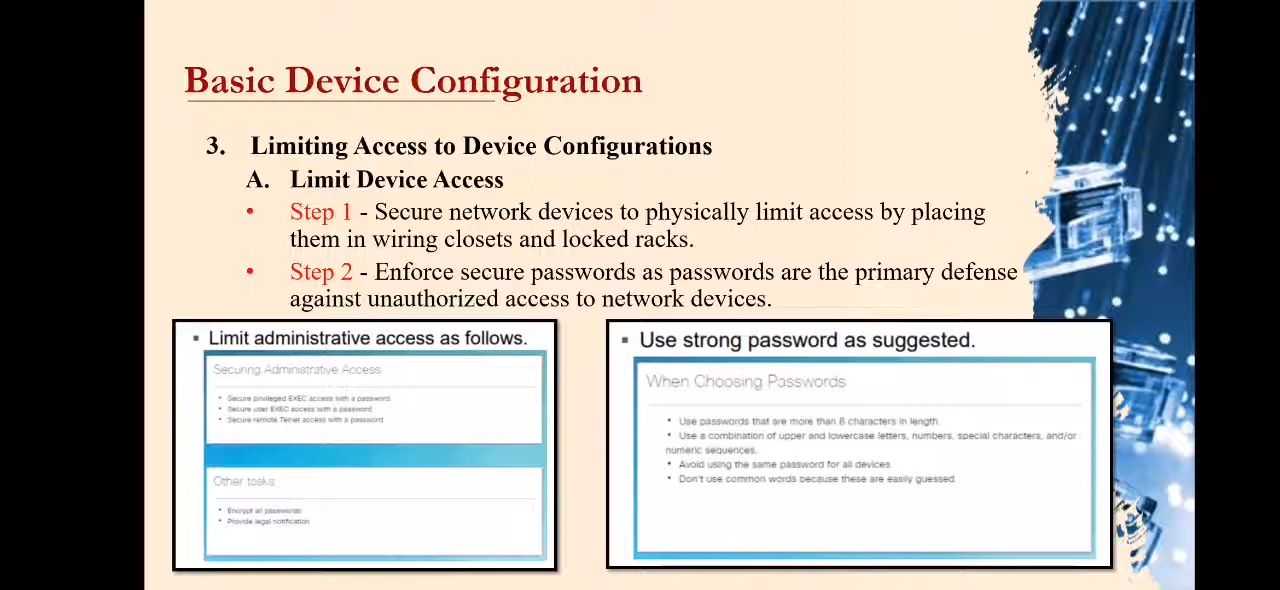 Basic Device Configuration
3. Limiting Access to Device Configurations
A. Limit Device Access
• Step 1 - Secure network devices to physically limit access by placing
them in wiring closets and locked racks.
• Step 2 - Enforce secure passwords as passwords are the primary defense
against unauthorized access to network devices.
▪ Limit administrative access as follows.
Securing Administrative Access
• Secure privileged EXEC access with a password
• Secure user EXEC access with a password
• Secure remote Telnet access with a password
Other tasks
• Encrypt all passwords
• Provide legal notification
▪ Use strong password as suggested.
When Choosing Passwords
• Use passwords that are more than 8 characters in length.
• Use a combination of upper and lowercase letters, numbers, special characters, and/or
numeric sequences.
• Avoid using the same password for all devices
• Don't use common words because these are easily guessed.